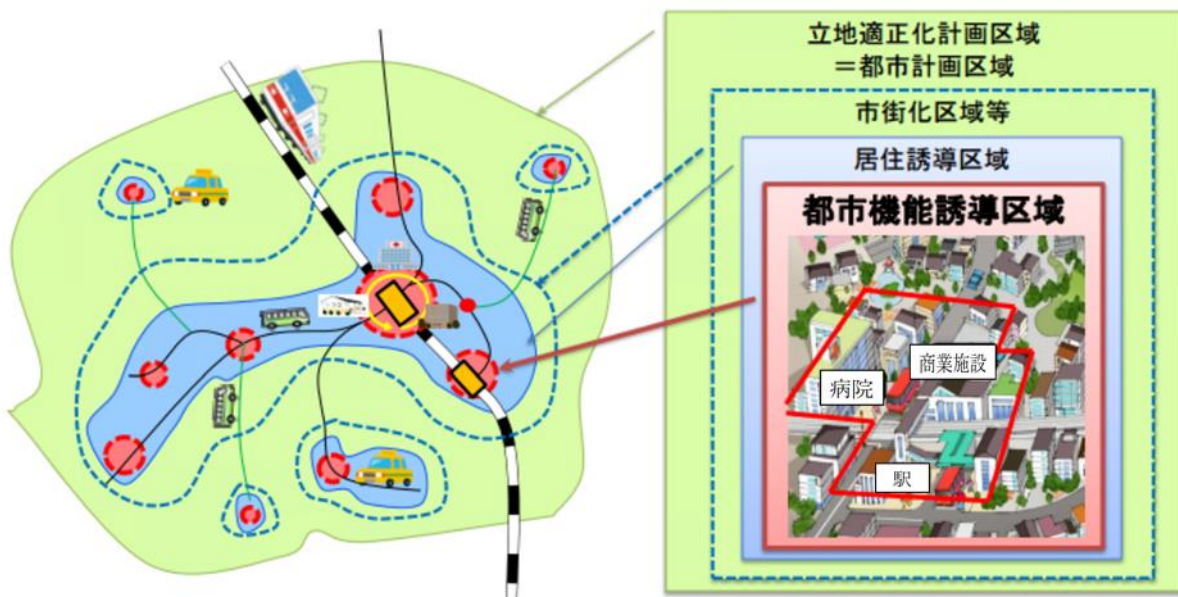 立地適正化計画区域
＝都市計画区域
市街化区域等
居住誘導区域
都市機能誘導区域
商業施設
病院
駅